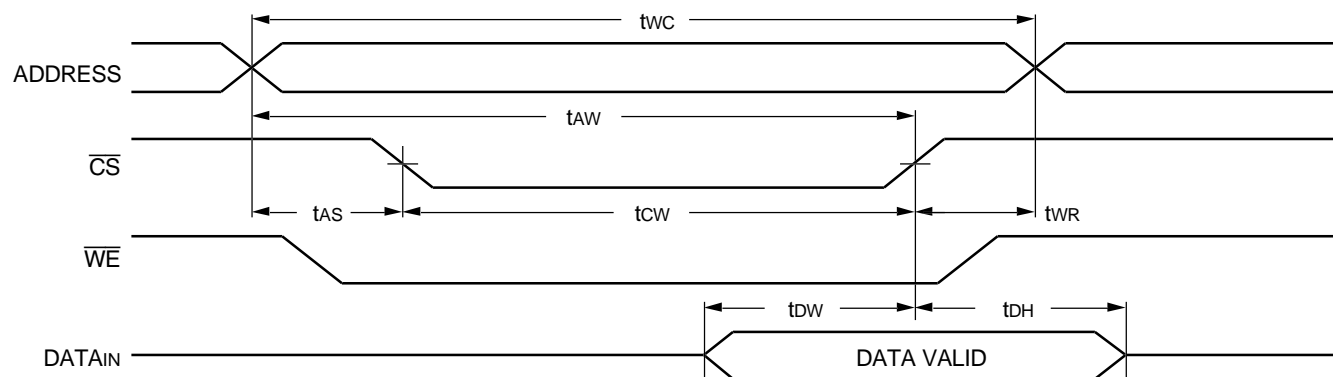 tWC
ADDRESS
tAW
CS
tAS
tCW
tWR
WE
tDW
tDH
DATAIN
DATA VALID